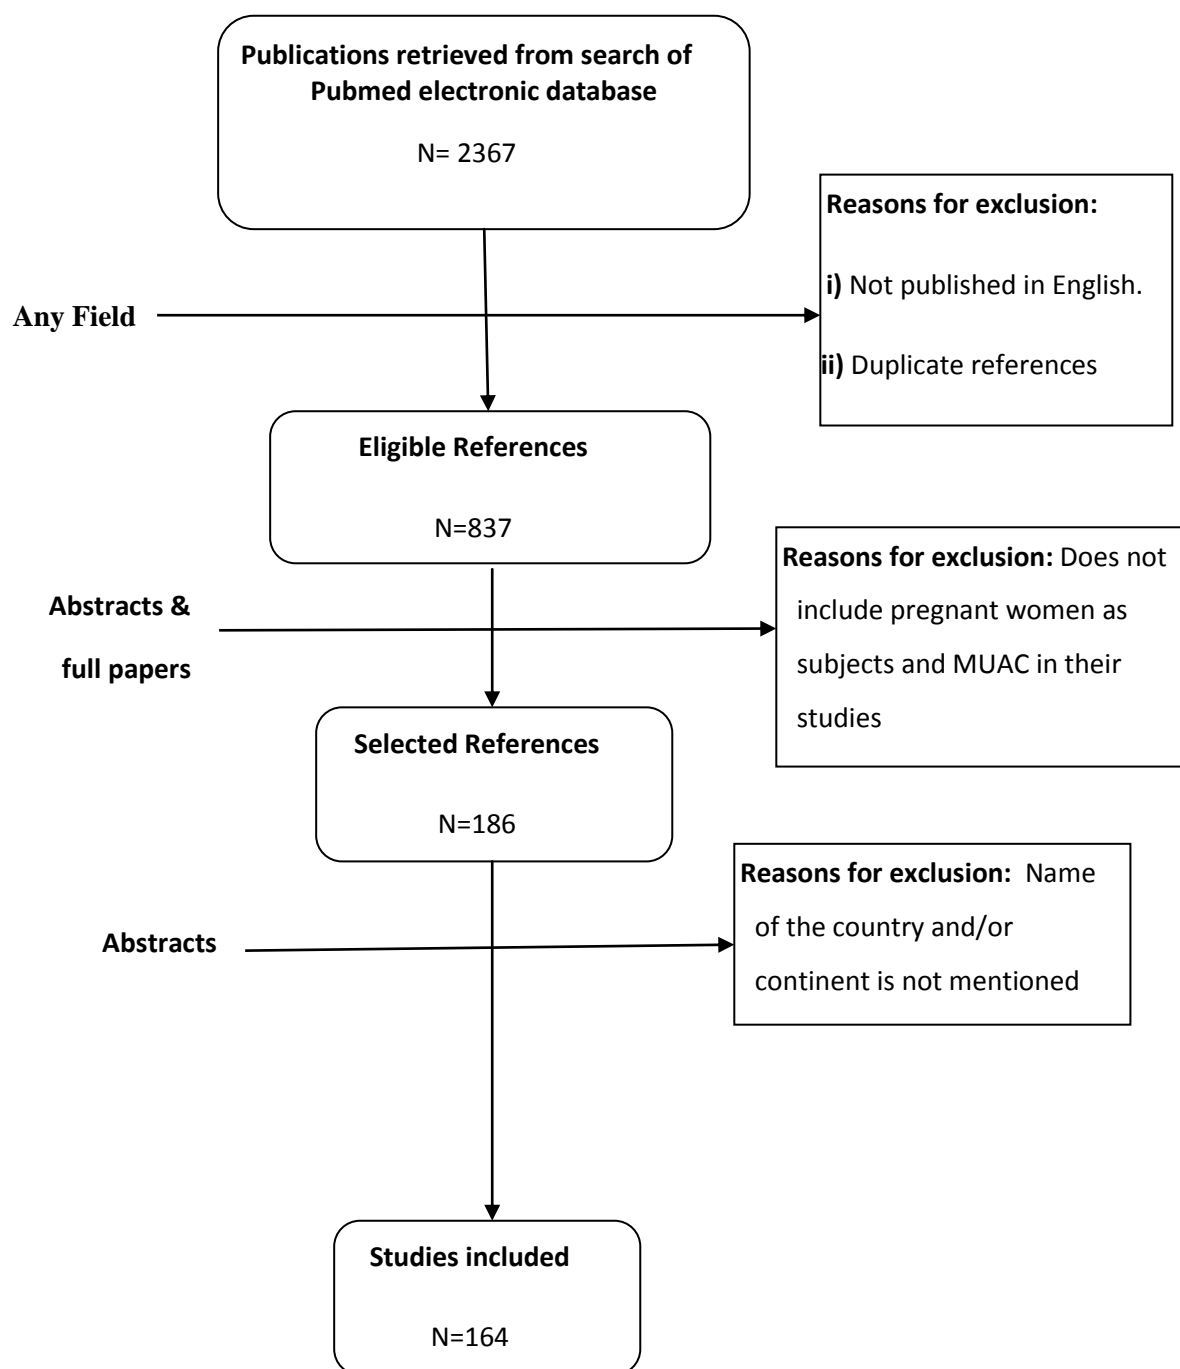 Publications retrieved from search of
Pubmed electronic database
N= 2367
Reasons for exclusion:
i) Not published in English.
ii) Duplicate references
Any Field
Eligible References
N=837
Reasons for exclusion: Does not
include pregnant women as
subjects and MUAC in their
studies
Abstracts &
full papers
Selected References
N=186
Reasons for exclusion:  Name
of the country and/or
continent is not mentioned
Abstracts
Studies included
N=164